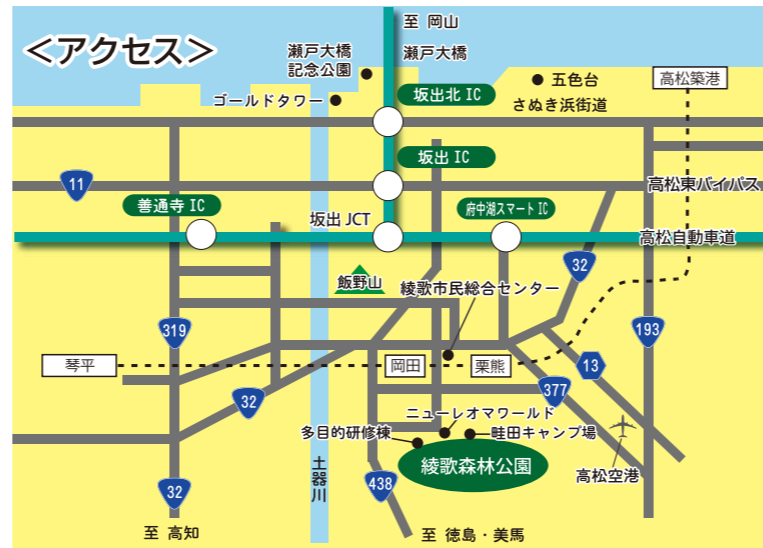 <アクセス>
至 岡山
瀬戸大橋
瀬戸大橋
記念公園
ゴールドタワー
坂出北 IC
五色台
さぬき浜街道
高松築港
坂出 IC
11
高松東バイパス
善通寺 IC
坂出 JCT
府中湖スマート IC
高松自動車道
飯野山
綾歌市民総合センター
32
319
193
琴平
岡田
栗熊
13
377
32
ニューレオマワールド
多目的研修棟
畦田キャンプ場
綾歌森林公園
高松空港
土器川
438
32
至 高知
至 徳島・美馬